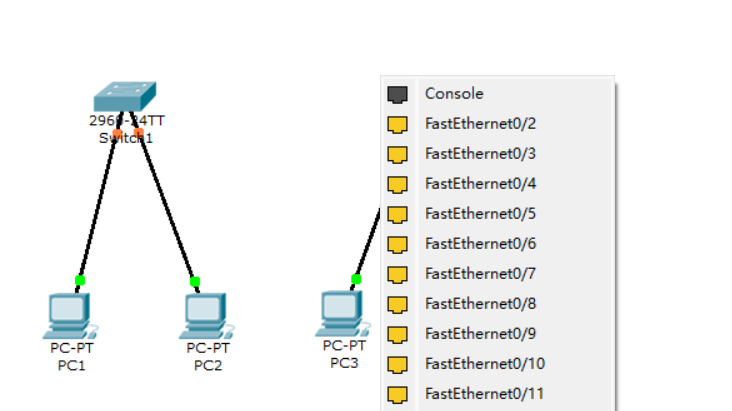 2960-24TT
Switch1
PC-PT
PC1
PC-PT
PC2
PC-PT
PC3
Console
FastEthernet0/2
FastEthernet0/3
FastEthernet0/4
FastEthernet0/5
FastEthernet0/6
FastEthernet0/7
FastEthernet0/8
FastEthernet0/9
FastEthernet0/10
FastEthernet0/11